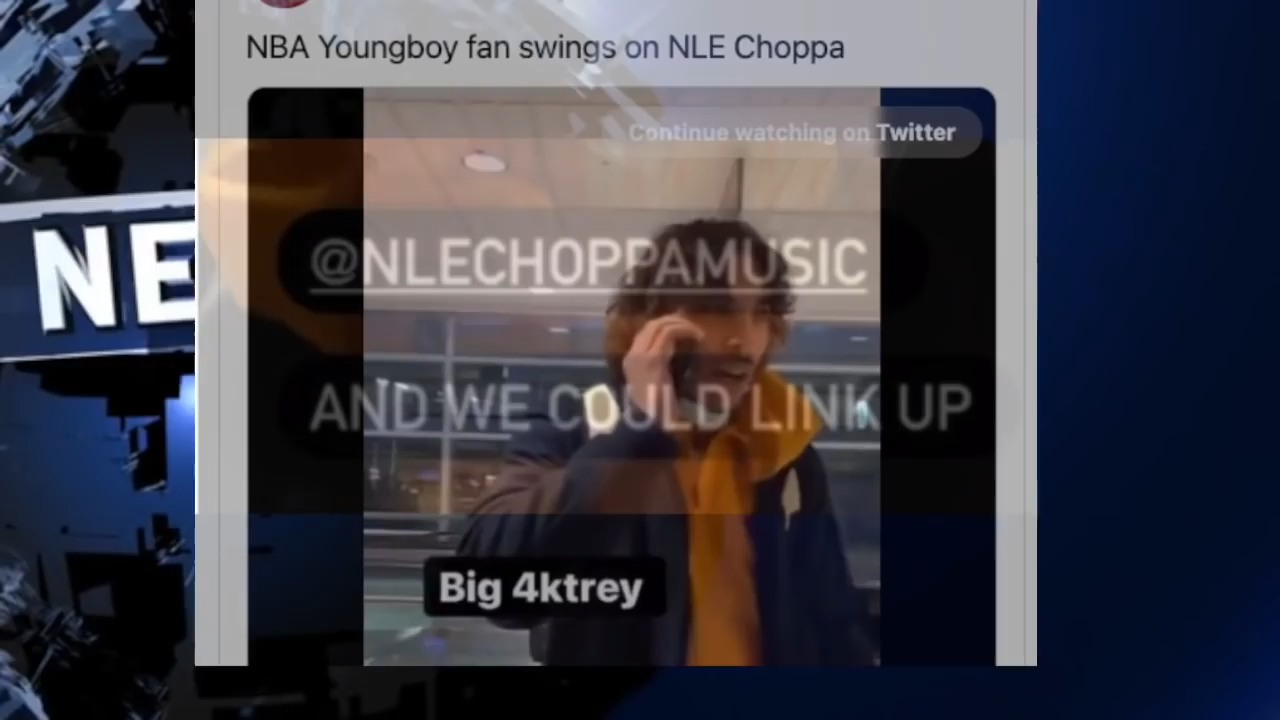 NBA Youngboy fan swings on NLE Choppa
Continue watching on Twitter
NE
@NLECHOPPAMUSIC
AND WE COULD LINK UP
Big 4ktrey